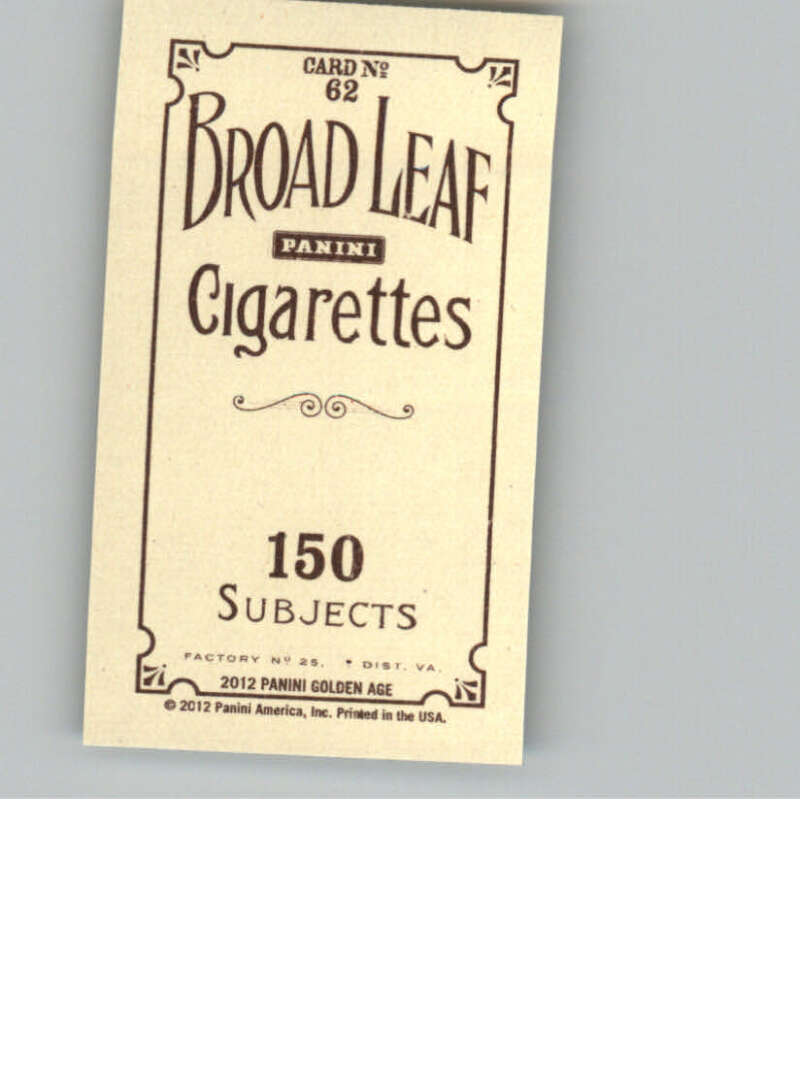 CARD Nº
62
BROAD LEAF
PANINI
Cigarettes
150
SUBJECTS
FACTORY Nº 25. • DIST. VA.
2012 PANINI GOLDEN AGE
© 2012 Panini America, Inc. Printed in the USA.